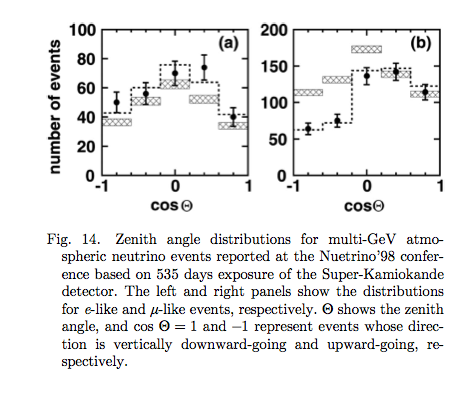 100
80
60
40
20
0
-1
0
1
(a)
number of events
cosΘ
200
150
100
50
0
-1
0
1
(b)
cosΘ
Fig. 14. Zenith angle distributions for multi-GeV atmo-
spheric neutrino events reported at the Nuetrino'98 confer-
ence based on 535 days exposure of the Super-Kamiokande
detector. The left and right panels show the distributions
for e-like and μ-like events, respectively. Θ shows the zenith
angle, and cos Θ = 1 and −1 represent events whose direc-
tion is vertically downward-going and upward-going, re-
spectively.